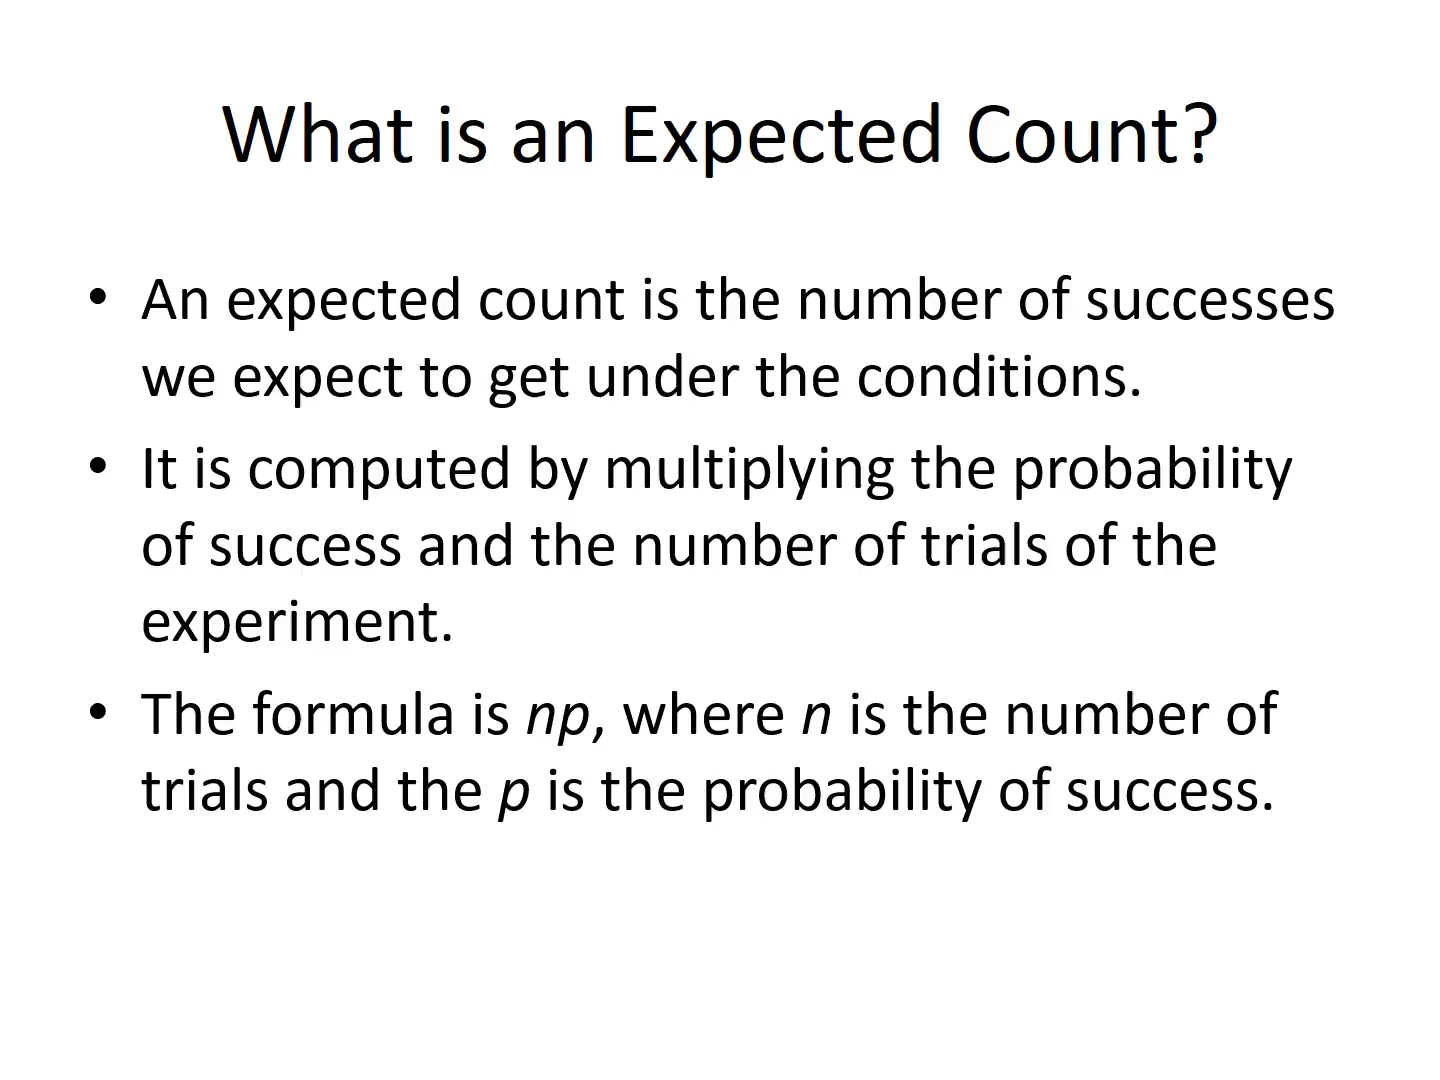 What is an Expected Count?
• An expected count is the number of successes
we expect to get under the conditions.
• It is computed by multiplying the probability
of success and the number of trials of the
experiment.
• The formula is np, where n is the number of
trials and the p is the probability of success.